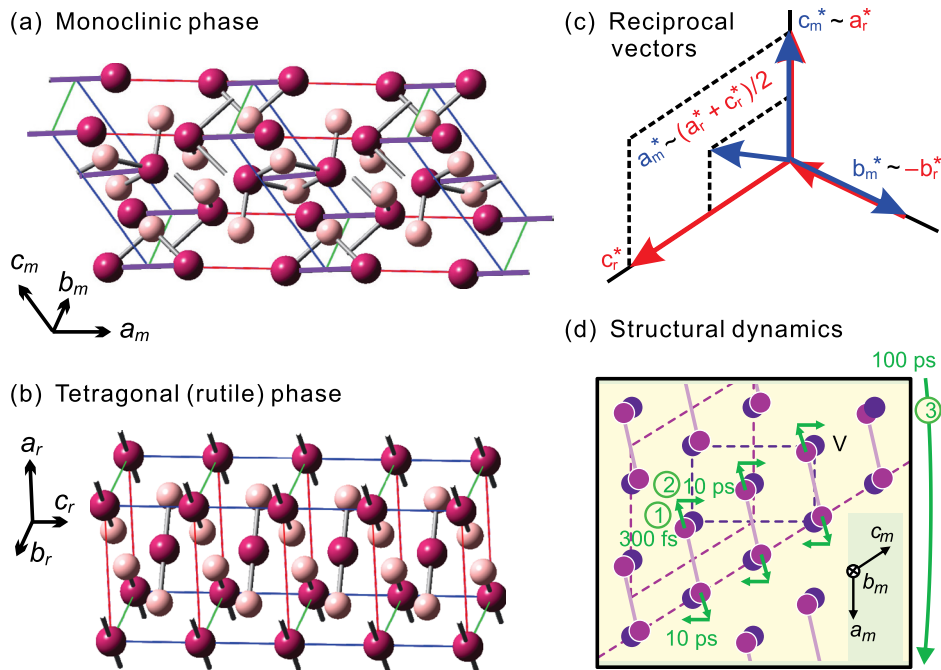 (a) Monoclinic phase
c_m
b_m
a_m
(b) Tetragonal (rutile) phase
a_r
c_r
b_r
(c) Reciprocal
vectors
c_m^* ~ a_r^*
a_m^* ~ (a_r^* + c_r^*)/2
b_m^* ~ −b_r^*
c_r^*
(d) Structural dynamics
100 ps
3
V
2 10 ps
1
300 fs
10 ps
c_m
b_m
a_m